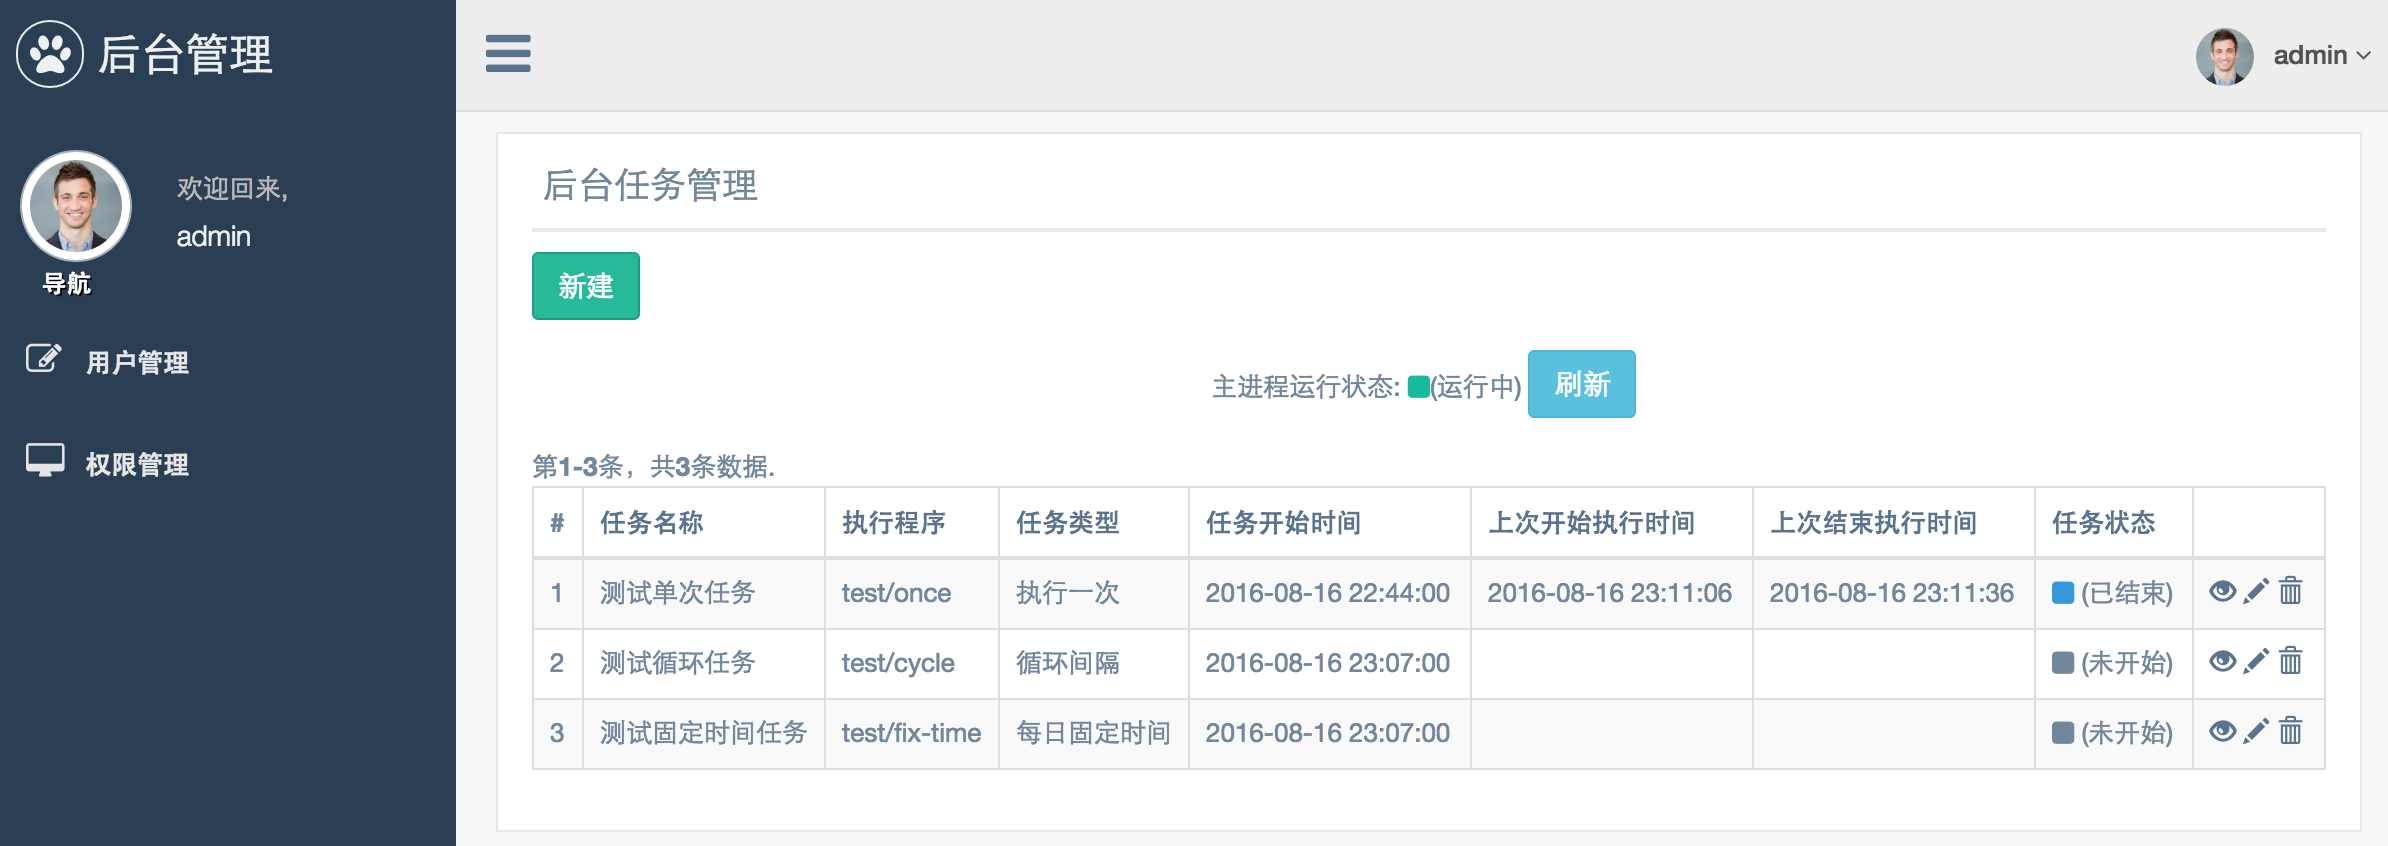 后台管理
admin
欢迎回来,
admin
导航
用户管理
权限管理
后台任务管理
新建
主进程运行状态: (运行中) 刷新
第1-3条，共3条数据.
# 任务名称 执行程序 任务类型 任务开始时间 上次开始执行时间 上次结束执行时间 任务状态
1 测试单次任务 test/once 执行一次 2016-08-16 22:44:00 2016-08-16 23:11:06 2016-08-16 23:11:36 (已结束)
2 测试循环任务 test/cycle 循环间隔 2016-08-16 23:07:00 (未开始)
3 测试固定时间任务 test/fix-time 每日固定时间 2016-08-16 23:07:00 (未开始)